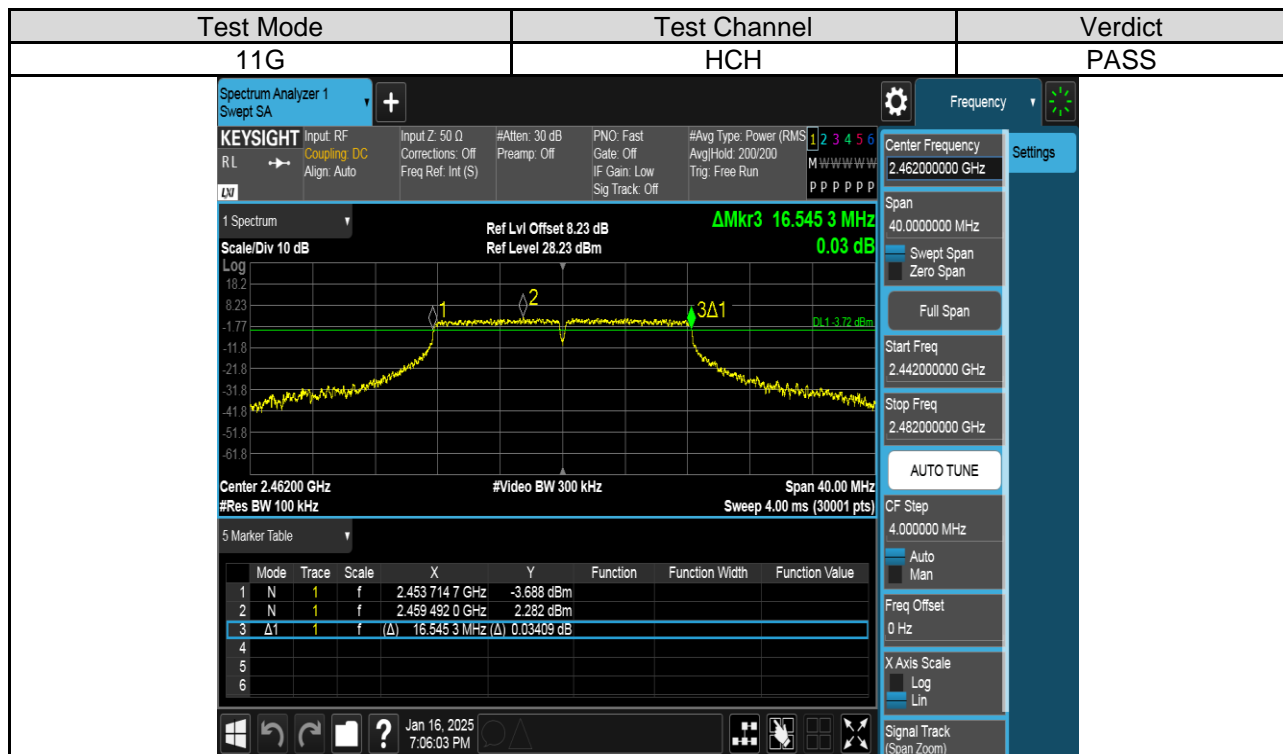 Test Mode Test Channel Verdict
11G HCH PASS
Spectrum Analyzer 1
Swept SA
+
Frequency
KEYSIGHT Input: RF Input Z: 50 Ω #Atten: 30 dB PNO: Fast #Avg Type: Power (RMS 1 2 3 4 5 6
RL Coupling: DC Corrections: Off Preamp: Off Gate: Off Avg|Hold: 200/200
Align: Auto Freq Ref: Int (S) IF Gain: Low Trig: Free Run M W W W W W
LXI Sig Track: Off P P P P P P
1 Spectrum
Ref Lvl Offset 8.23 dB ΔMkr3 16.545 3 MHz
Scale/Div 10 dB Ref Level 28.23 dBm 0.03 dB
Log
18.2
8.23
-1.77
-11.8
-21.8
-31.8
-41.8
-51.8
-61.8
1
2
3Δ1
DL1 -3.72 dBm
Center 2.46200 GHz #Video BW 300 kHz Span 40.00 MHz
#Res BW 100 kHz Sweep 4.00 ms (30001 pts)
5 Marker Table
Mode Trace Scale X Y Function Function Width Function Value
1 N 1 f 2.453 714 7 GHz -3.688 dBm
2 N 1 f 2.459 492 0 GHz 2.282 dBm
3 Δ1 1 f (Δ) 16.545 3 MHz (Δ) 0.03409 dB
4
5
6
?
Jan 16, 2025
7:06:03 PM
Center Frequency
2.462000000 GHz
Settings
Span
40.0000000 MHz
Swept Span
Zero Span
Full Span
Start Freq
2.442000000 GHz
Stop Freq
2.482000000 GHz
AUTO TUNE
CF Step
4.000000 MHz
Auto
Man
Freq Offset
0 Hz
X Axis Scale
Log
Lin
Signal Track
(Span Zoom)